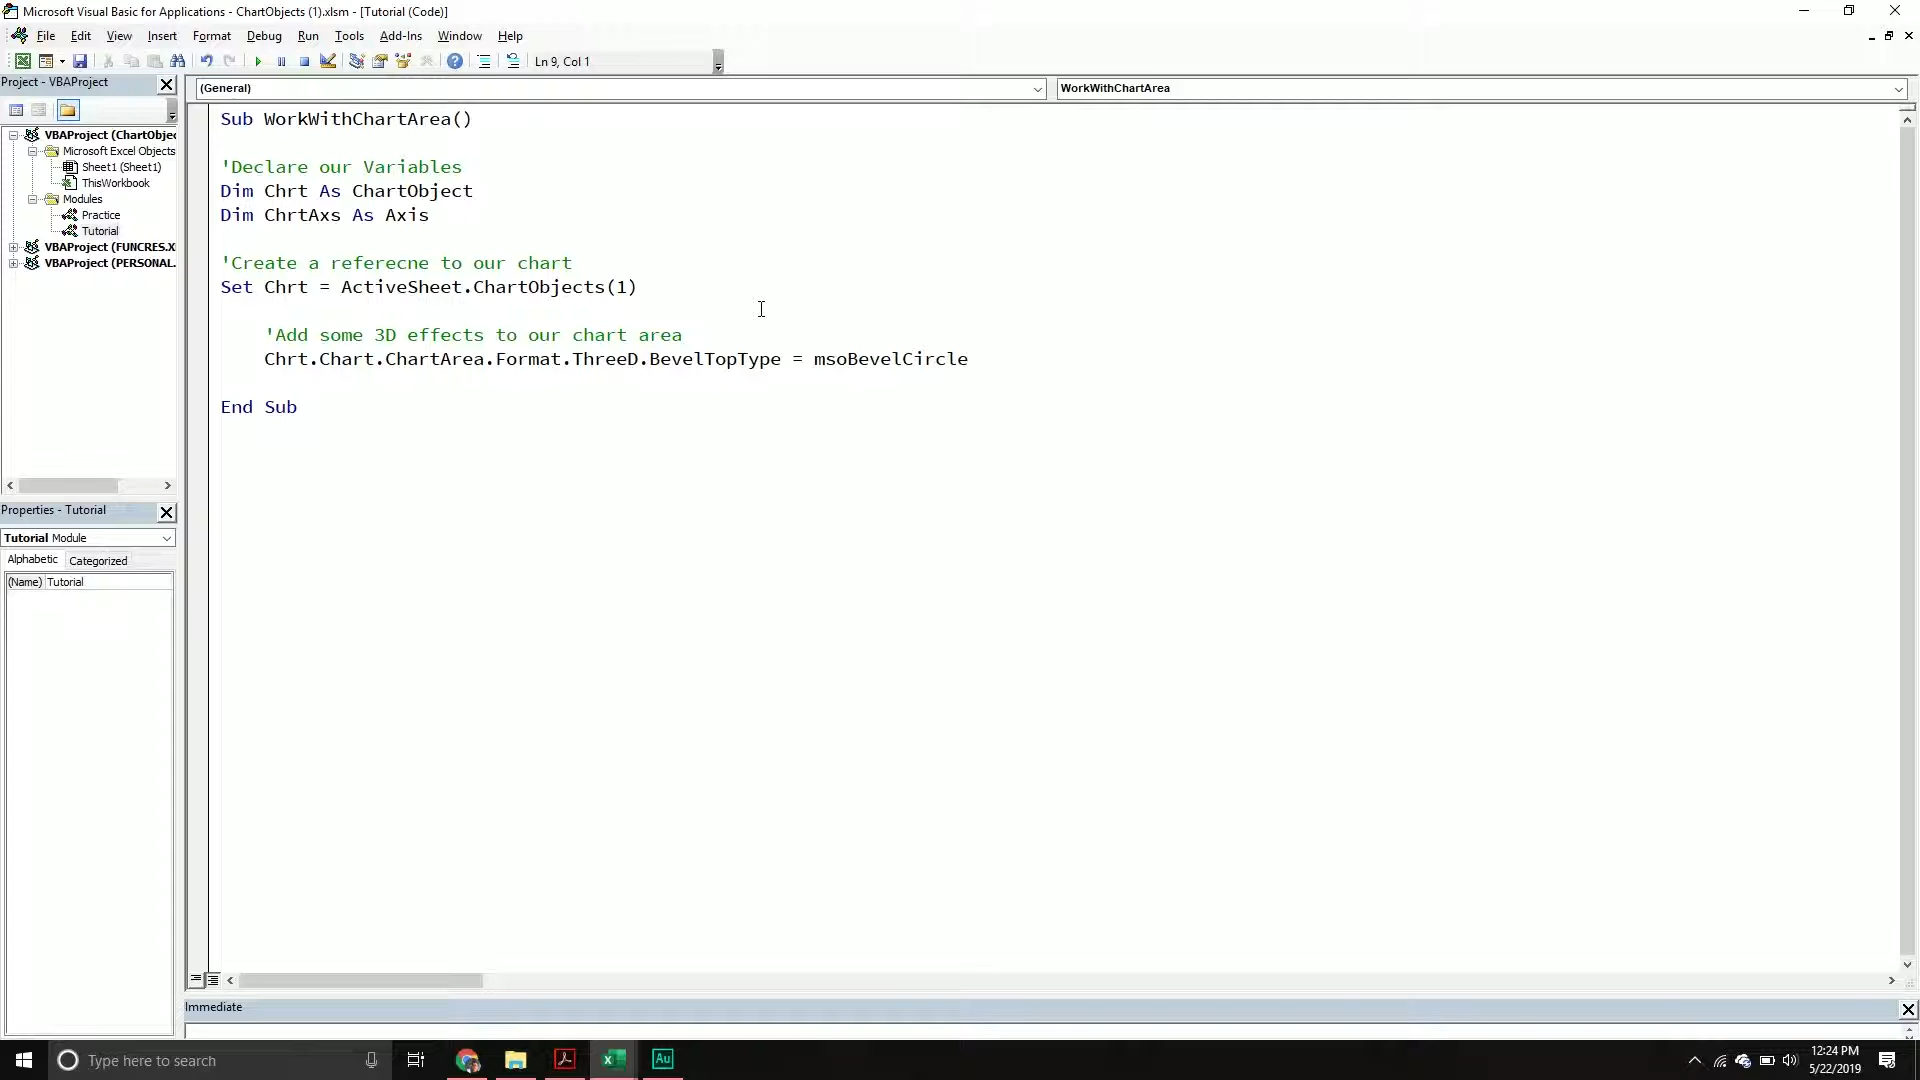 Microsoft Visual Basic for Applications - ChartObjects (1).xlsm - [Tutorial (Code)]
File Edit View Insert Format Debug Run Tools Add-Ins Window Help
Ln 9, Col 1
Project - VBAProject
(General)
WorkWithChartArea
VBAProject (ChartObjec
Microsoft Excel Objects
Sheet1 (Sheet1)
ThisWorkbook
Modules
Practice
Tutorial
VBAProject (FUNCRES.X
VBAProject (PERSONAL.
Sub WorkWithChartArea()
'Declare our Variables
Dim Chrt As ChartObject
Dim ChrtAxs As Axis
'Create a referecne to our chart
Set Chrt = ActiveSheet.ChartObjects(1)
'Add some 3D effects to our chart area
Chrt.Chart.ChartArea.Format.ThreeD.BevelTopType = msoBevelCircle
End Sub
Properties - Tutorial
Tutorial Module
Alphabetic Categorized
(Name) Tutorial
Immediate
Type here to search
Au
12:24 PM
5/22/2019